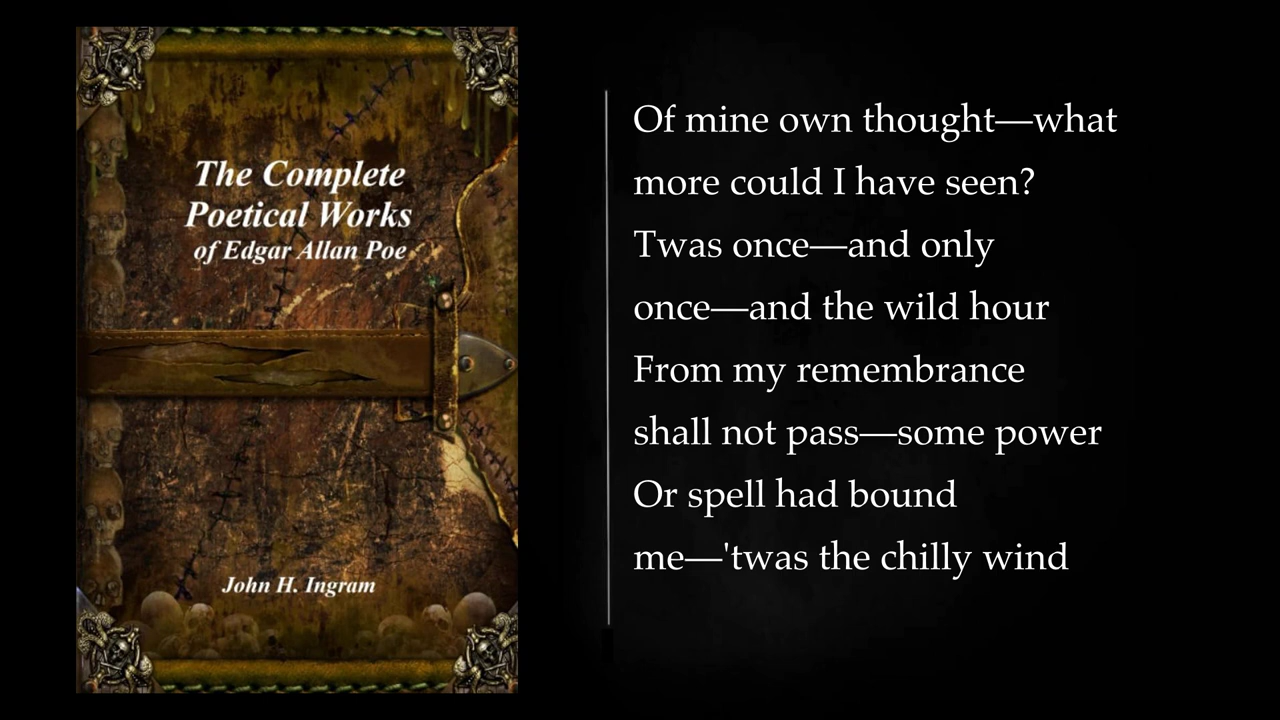 The Complete
Poetical Works
of Edgar Allan Poe
John H. Ingram
Of mine own thought—what
more could I have seen?
Twas once—and only
once—and the wild hour
From my remembrance
shall not pass—some power
Or spell had bound
me—'twas the chilly wind